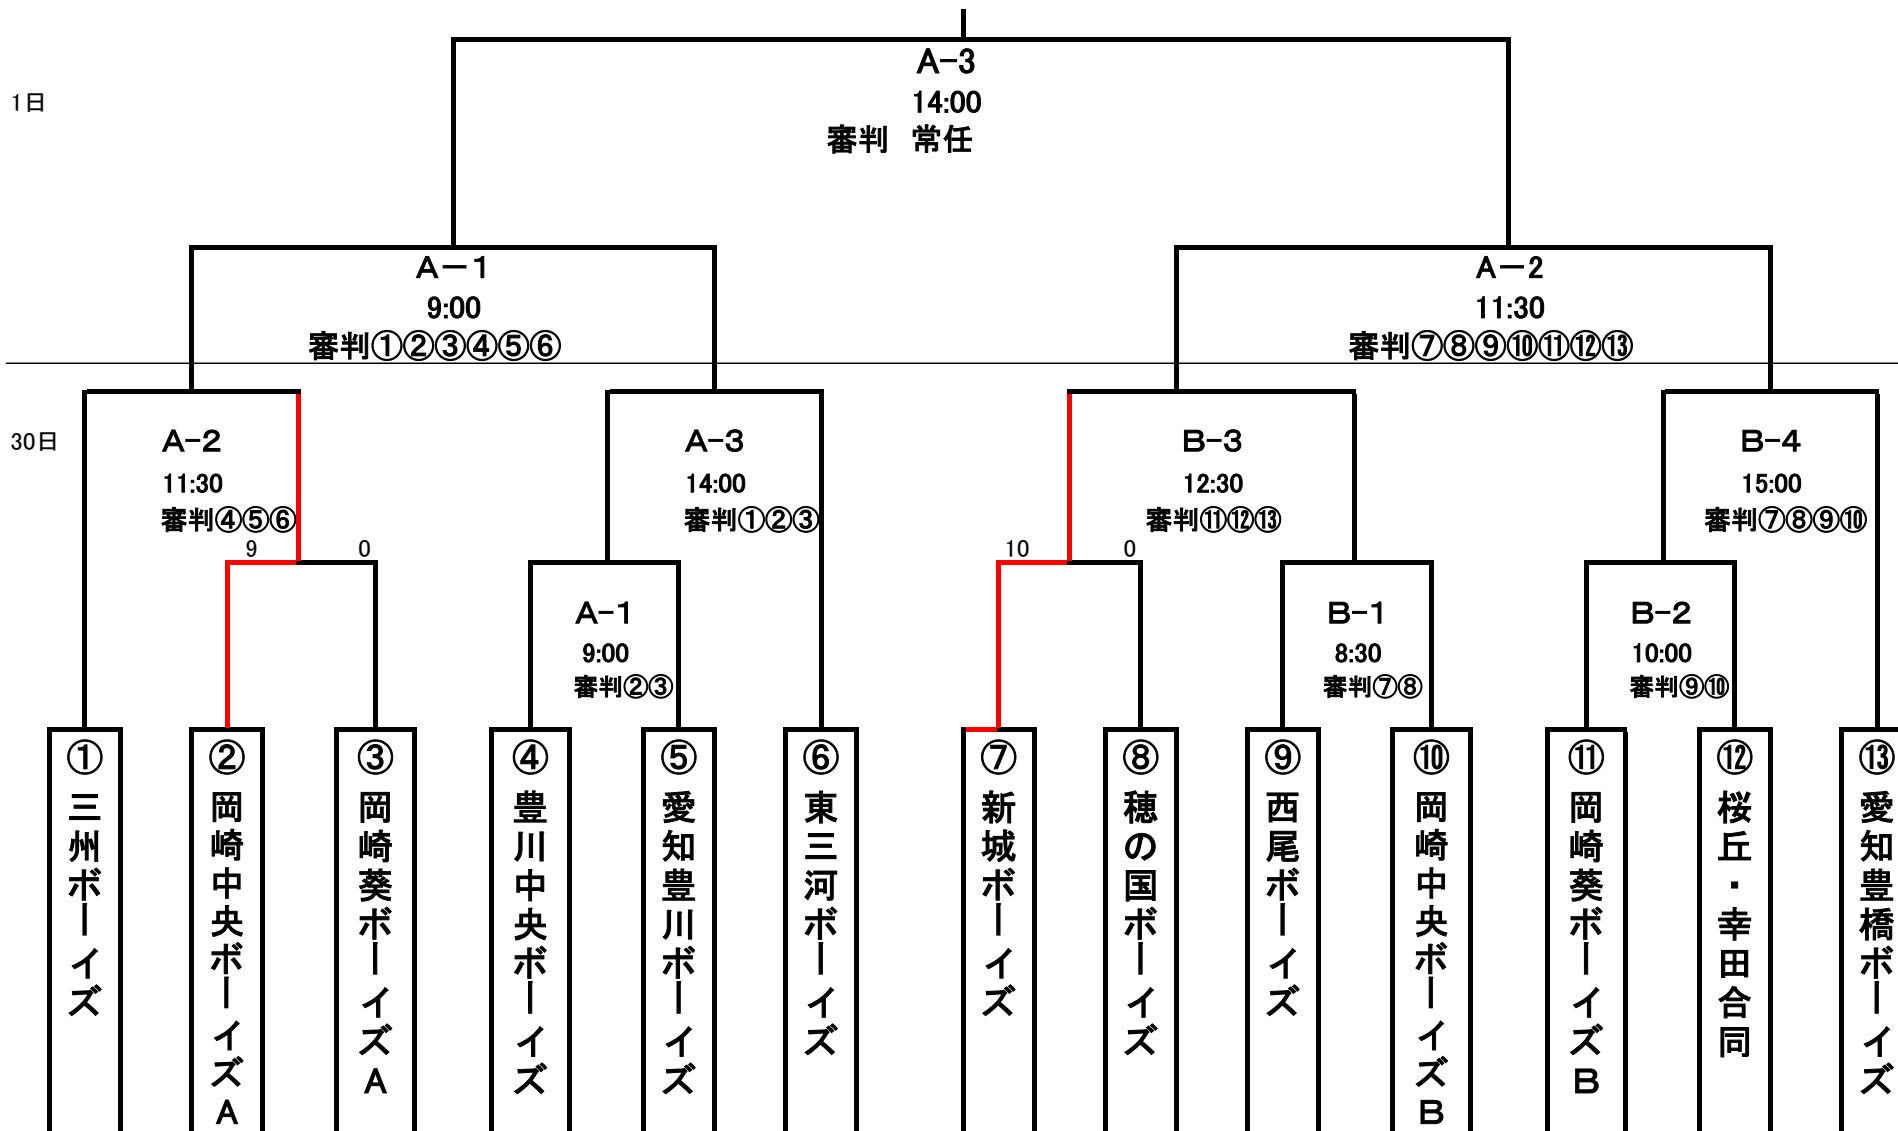 A-3
1日
14:00
審判 常任
A－1
9:00
審判①②③④⑤⑥
A－2
11:30
審判⑦⑧⑨⑩⑪⑫⑬
30日
A-2
11:30
審判④⑤⑥
A-3
14:00
審判①②③
B-3
12:30
審判⑪⑫⑬
B-4
15:00
審判⑦⑧⑨⑩
9
0
10
0
A-1
9:00
審判②③
B-1
8:30
審判⑦⑧
B-2
10:00
審判⑨⑩
①三州ボーイズ
②岡崎中央ボーイズA
③岡崎葵ボーイズA
④豊川中央ボーイズ
⑤愛知豊川ボーイズ
⑥東三河ボーイズ
⑦新城ボーイズ
⑧穂の国ボーイズ
⑨西尾ボーイズ
⑩岡崎中央ボーイズB
⑪岡崎葵ボーイズB
⑫桜丘・幸田合同
⑬愛知豊橋ボーイズ